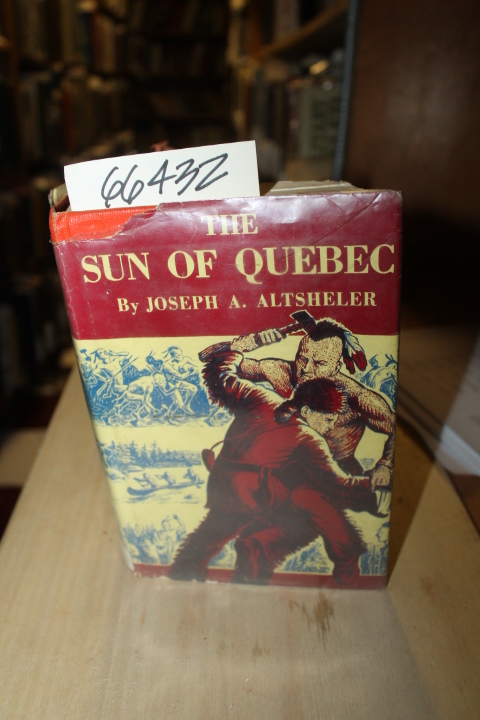 66432
THE
SUN OF QUEBEC
By JOSEPH A. ALTSHELER